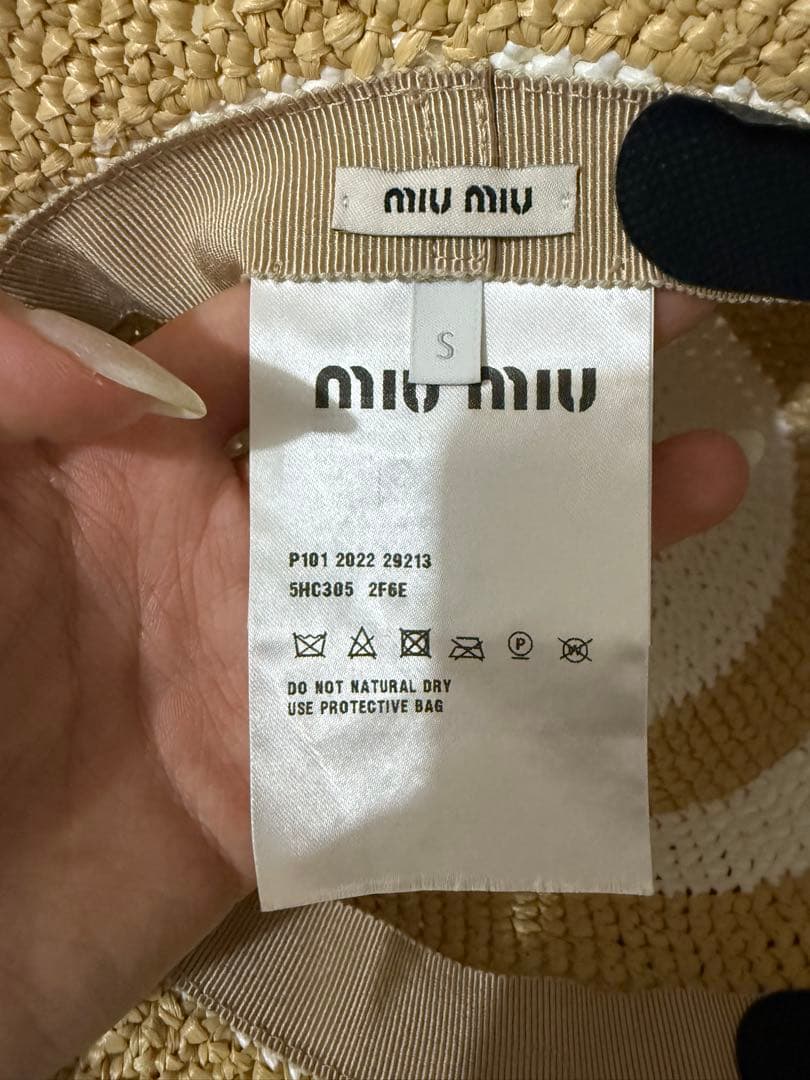 miu miu
S
miu miu
P101 2022 29213
5HC305 2F6E
P
W
DO NOT NATURAL DRY
USE PROTECTIVE BAG